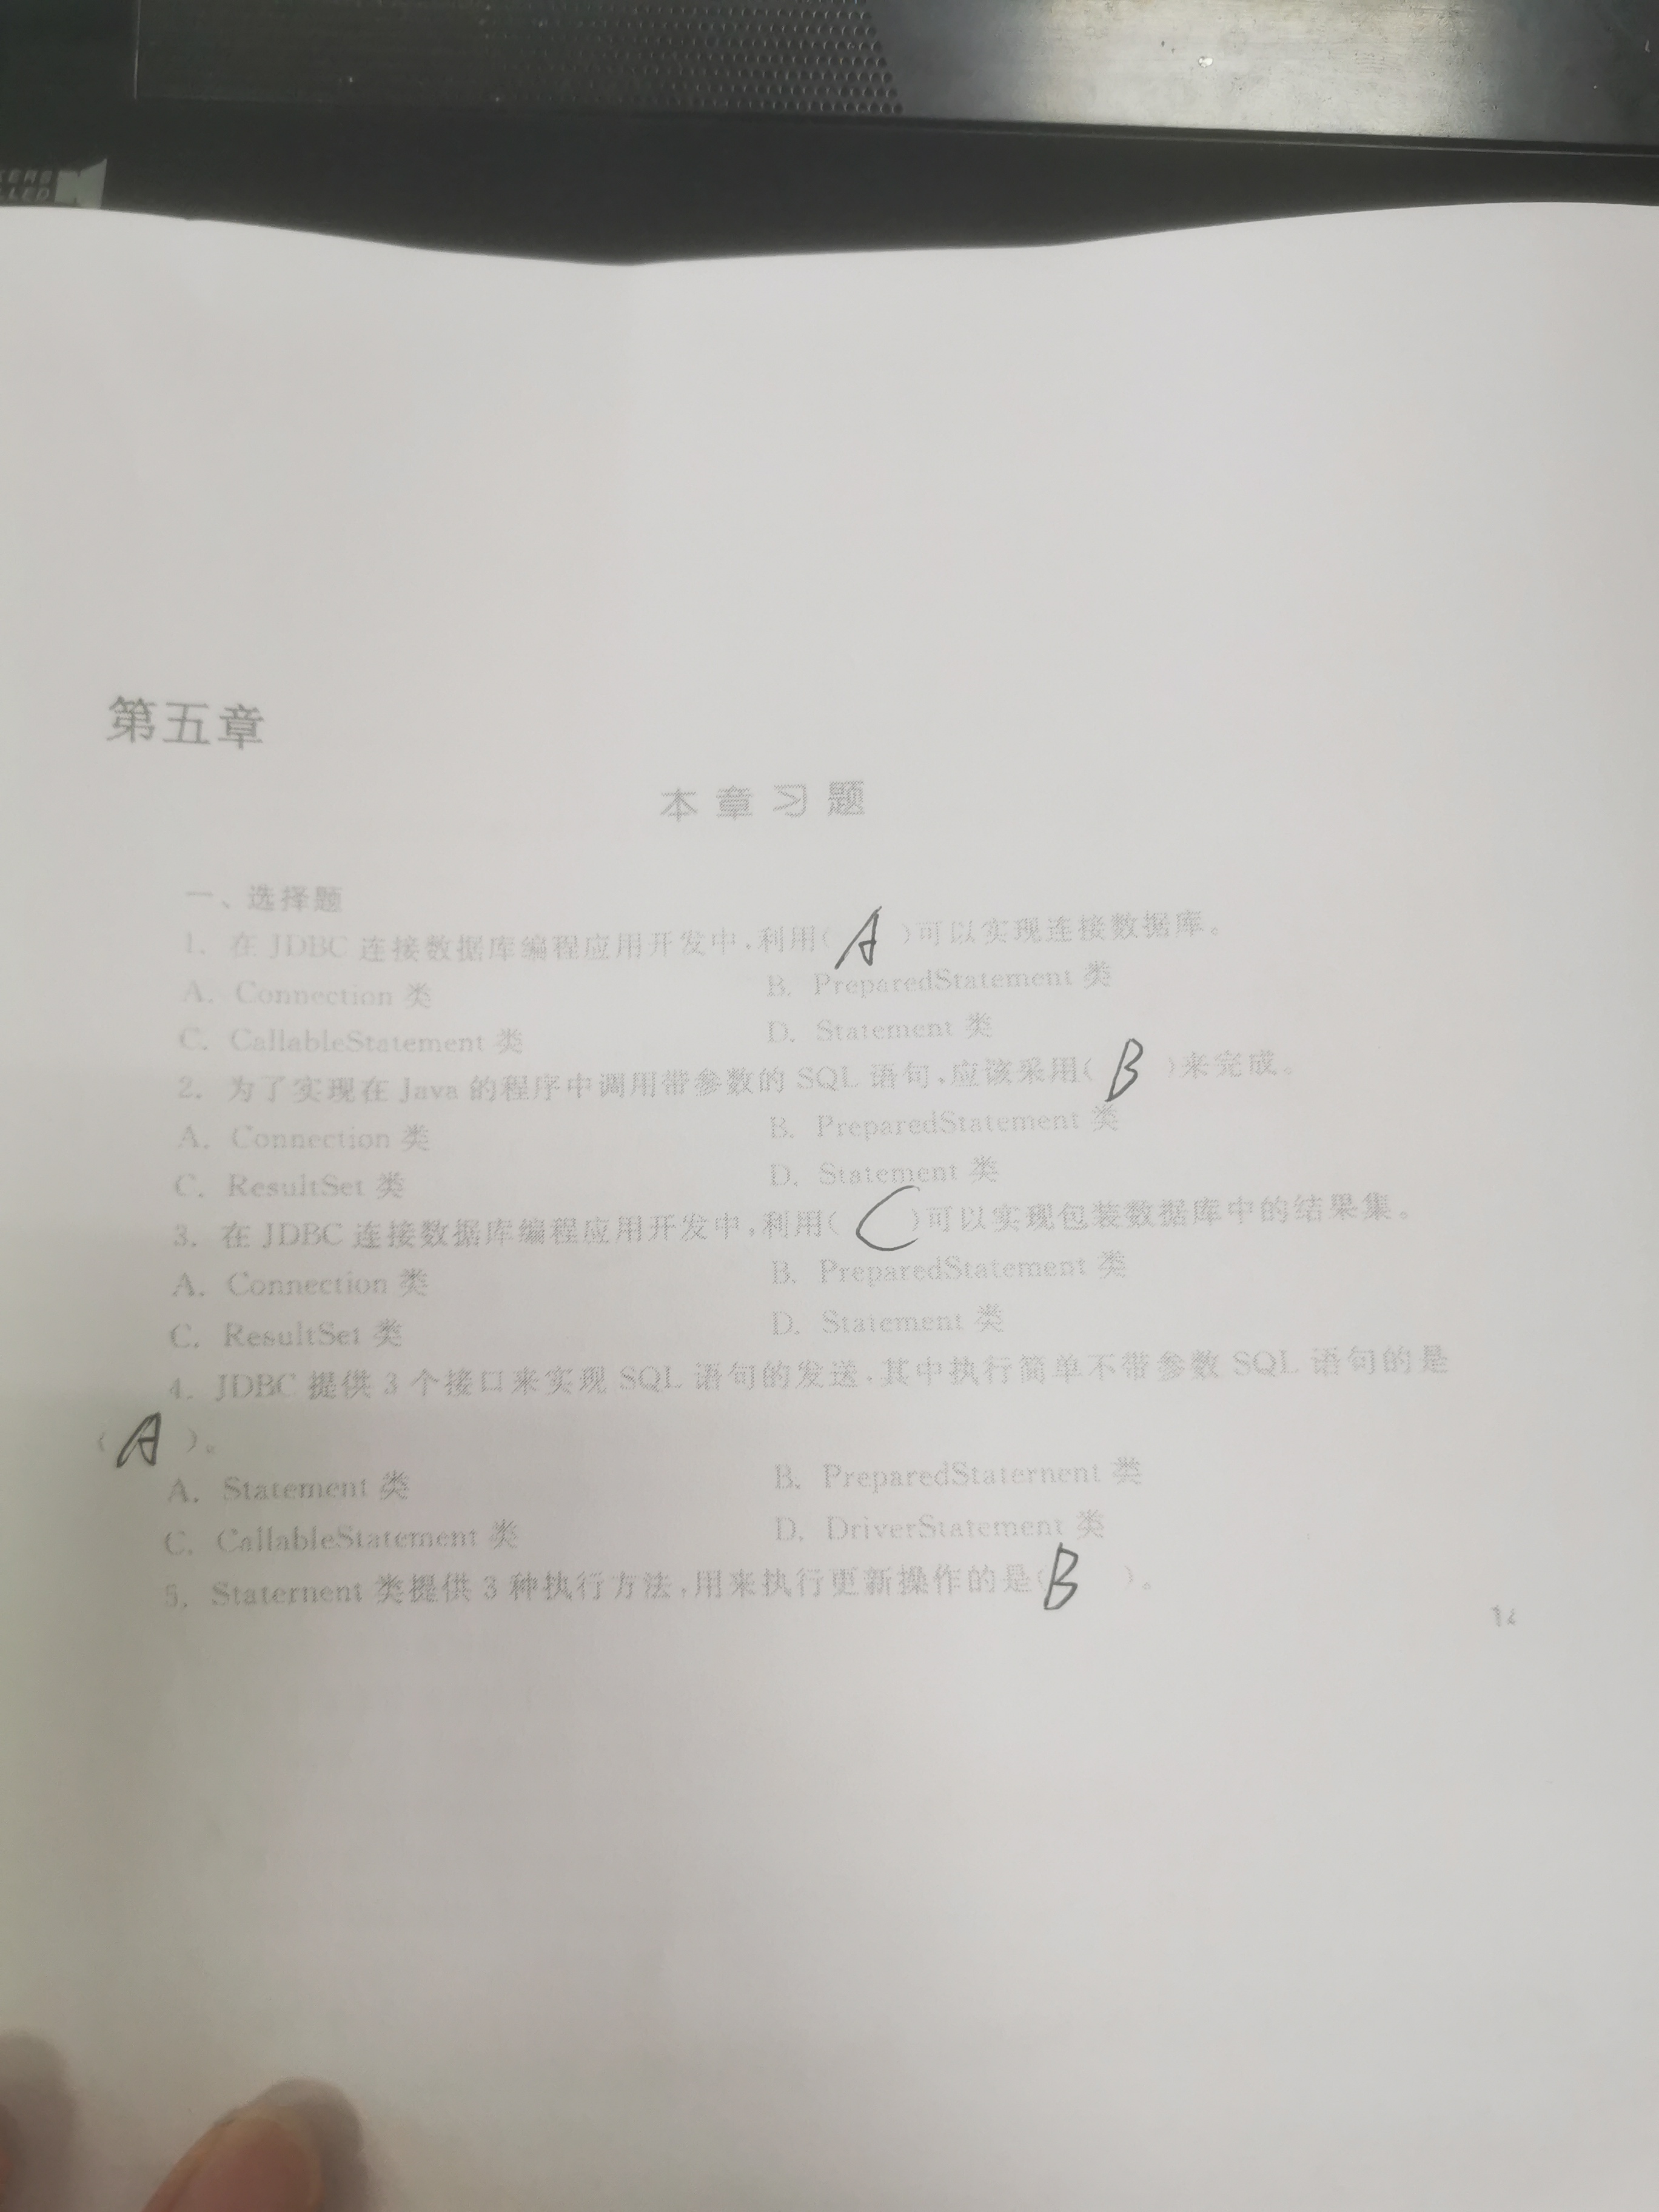 第五章
本章习题
一、选择题
1. 在 JDBC 连接数据库编程应用开发中,利用( A )可以实现连接数据库。
A. Connection 类 B. PreparedStatement 类
C. CallableStatement 类 D. Statement 类
2. 为了实现在 Java 的程序中调用带参数的 SQL 语句,应该采用( B )来完成。
A. Connection 类 B. PreparedStatement 类
C. ResultSet 类 D. Statement 类
3. 在 JDBC 连接数据库编程应用开发中,利用( C )可以实现包装数据库中的结果集。
A. Connection 类 B. PreparedStatement 类
C. ResultSet 类 D. Statement 类
4. JDBC 提供 3 个接口来实现 SQL 语句的发送,其中执行简单不带参数 SQL 语句的是
( A )。
A. Statement 类 B. PreparedStaternent 类
C. CallableStatement 类 D. DriverStatement 类
5. Staternent 类提供 3 种执行方法,用来执行更新操作的是( B )。